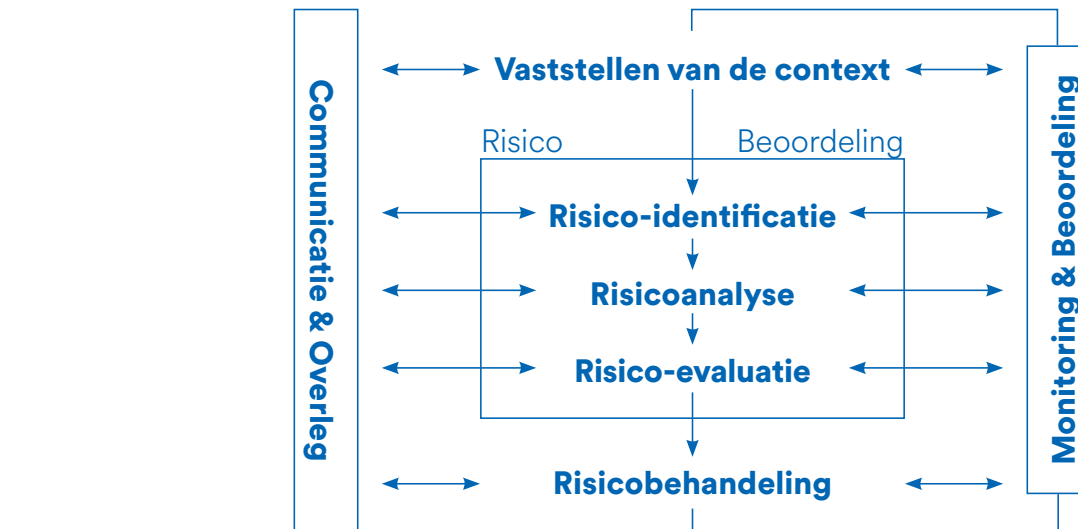 Communicatie & Overleg
Vaststellen van de context
Risico Beoordeling
Risico-identificatie
Risicoanalyse
Risico-evaluatie
Risicobehandeling
Monitoring & Beoordeling